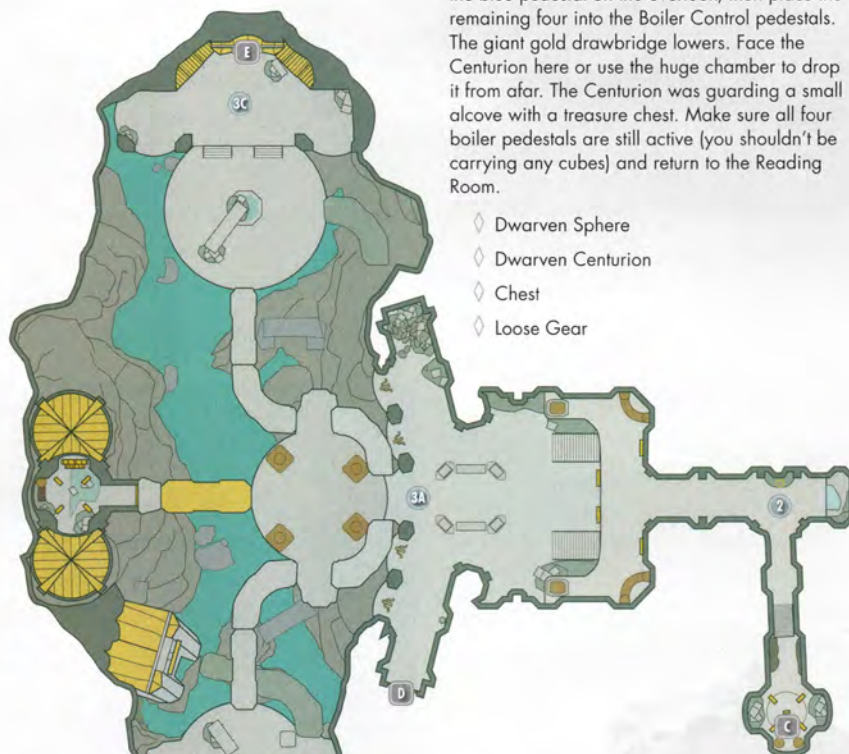 remaining four into the Boiler Control pedestals.
The giant gold drawbridge lowers. Face the
Centurion here or use the huge chamber to drop
it from afar. The Centurion was guarding a small
alcove with a treasure chest. Make sure all four
boiler pedestals are still active (you shouldn't be
carrying any cubes) and return to the Reading
Room.
◊ Dwarven Sphere
◊ Dwarven Centurion
◊ Chest
◊ Loose Gear
E
3C
3A
2
D
C